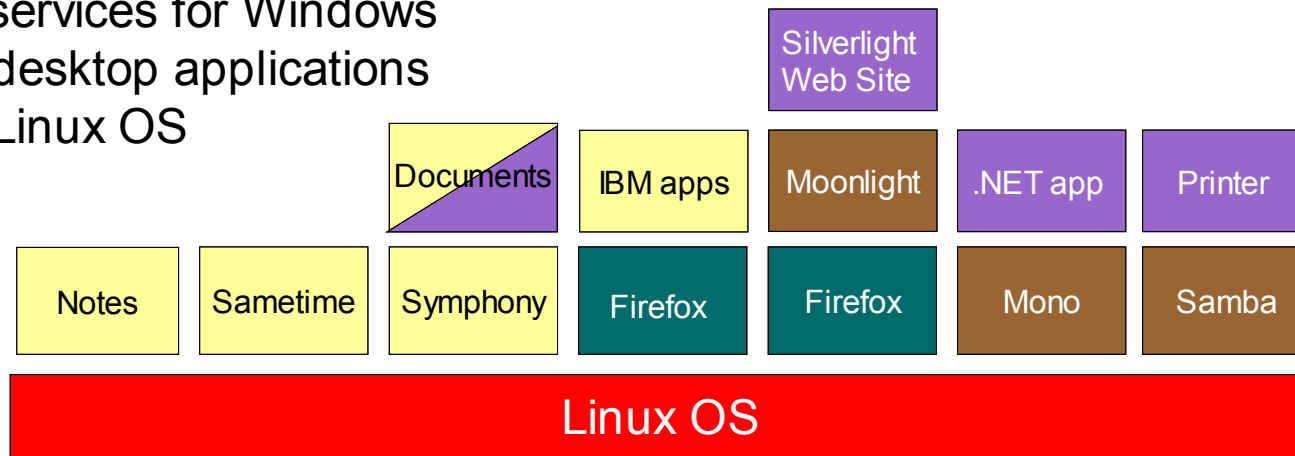 services for Windows
desktop applications
Linux OS
Silverlight
Web Site
Documents
IBM apps
Moonlight
.NET app
Printer
Notes
Sametime
Symphony
Firefox
Firefox
Mono
Samba
Linux OS